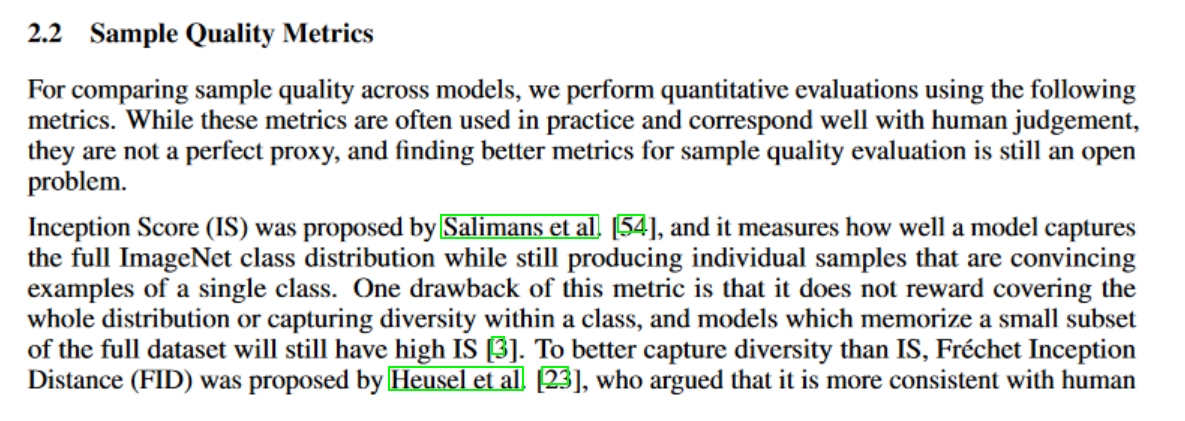 2.2 Sample Quality Metrics
For comparing sample quality across models, we perform quantitative evaluations using the following
metrics. While these metrics are often used in practice and correspond well with human judgement,
they are not a perfect proxy, and finding better metrics for sample quality evaluation is still an open
problem.
Inception Score (IS) was proposed by Salimans et al. [54], and it measures how well a model captures
the full ImageNet class distribution while still producing individual samples that are convincing
examples of a single class. One drawback of this metric is that it does not reward covering the
whole distribution or capturing diversity within a class, and models which memorize a small subset
of the full dataset will still have high IS [3]. To better capture diversity than IS, Fréchet Inception
Distance (FID) was proposed by Heusel et al. [23], who argued that it is more consistent with human